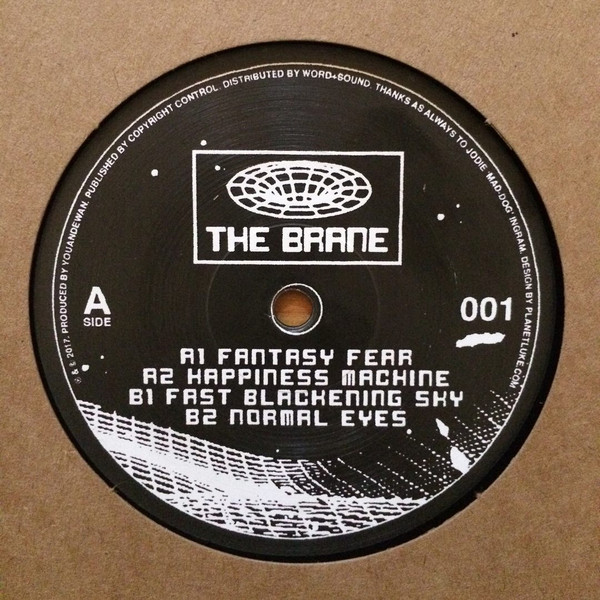 ℗ & © 2017. PRODUCED BY YOUANDEWAN. PUBLISHED BY COPYRIGHT CONTROL. DISTRIBUTED BY WORD+SOUND. THANKS AS ALWAYS TO JODIE 'MAD-DOG' INGRAM. DESIGN BY PLANETLUKE.COM
THE BRANE
A
SIDE
001
A1 FANTASY FEAR
A2 HAPPINESS MACHINE
B1 FAST BLACKENING SKY
B2 NORMAL EYES